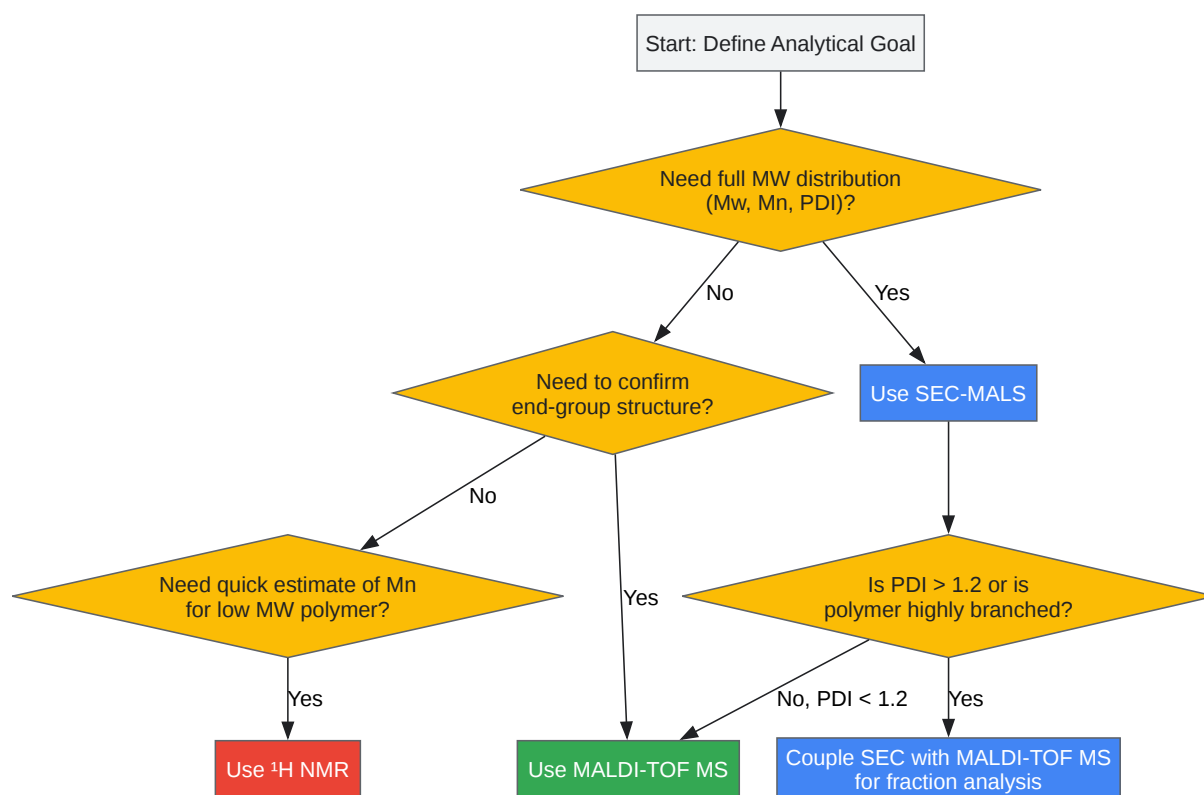 Start: Define Analytical Goal
Need full MW distribution
(Mw, Mn, PDI)?
No
Yes
Need to confirm
end-group structure?
Use SEC-MALS
No
Yes
Need quick estimate of Mn
for low MW polymer?
Is PDI > 1.2 or is
polymer highly branched?
Yes
No, PDI < 1.2
Yes
Use ¹H NMR
Use MALDI-TOF MS
Couple SEC with MALDI-TOF MS
for fraction analysis